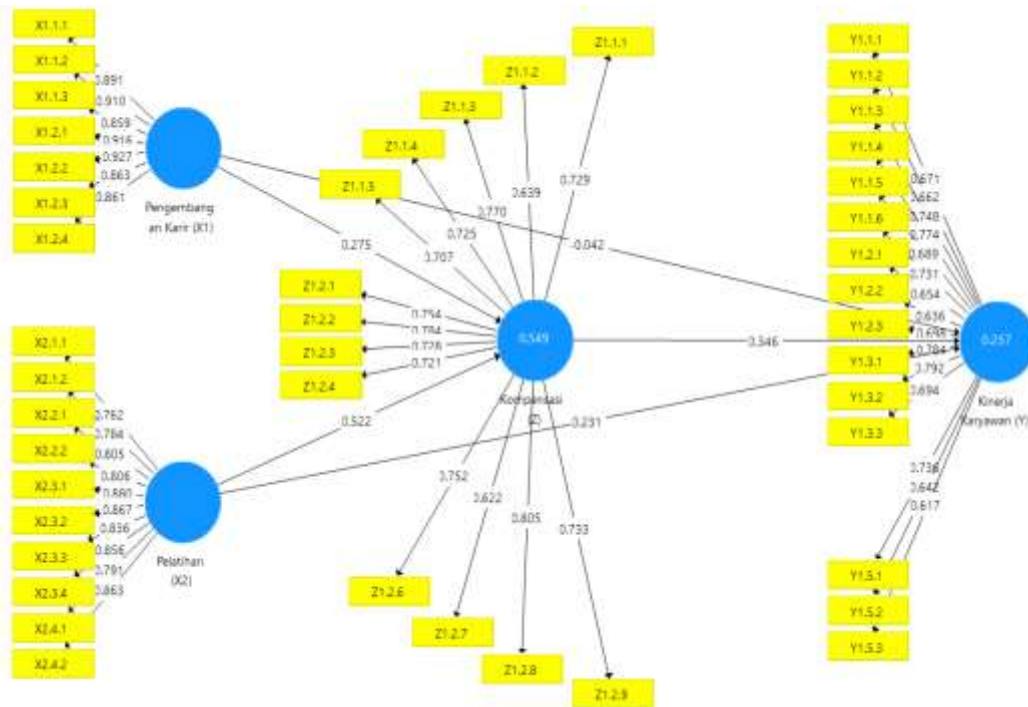 X1.1.1
X1.1.2
X1.1.3
X1.2.1
X1.2.2
X1.2.3
X1.2.4
0.891
0.910
0.859
0.916
0.927
0.863
0.861
Pengembang
an Karir (X1)
X2.1.1
X2.1.2
X2.2.1
X2.2.2
X2.3.1
X2.3.2
X2.3.3
X2.3.4
X2.4.1
X2.4.2
0.762
0.784
0.805
0.806
0.860
0.867
0.836
0.856
0.791
0.863
Pelatihan
(X2)
Z1.1.1
Z1.1.2
Z1.1.3
Z1.1.4
Z1.1.5
0.729
0.639
0.770
0.725
0.707
Z1.2.1
Z1.2.2
Z1.2.3
Z1.2.4
0.754
0.784
0.728
0.721
0.275
0.522
-0.042
0.346
0.231
0.549
Kompensasi
(Z)
0.752
0.622
0.805
0.733
Z1.2.6
Z1.2.7
Z1.2.8
Z1.2.9
Y1.1.1
Y1.1.2
Y1.1.3
Y1.1.4
Y1.1.5
Y1.1.6
Y1.2.1
Y1.2.2
Y1.2.3
Y1.3.1
Y1.3.2
Y1.3.3
0.671
0.662
0.748
0.774
0.689
0.731
0.654
0.636
0.784
0.792
0.694
0.257
Kinerja
Karyawan (Y)
0.736
0.642
0.617
Y1.5.1
Y1.5.2
Y1.5.3